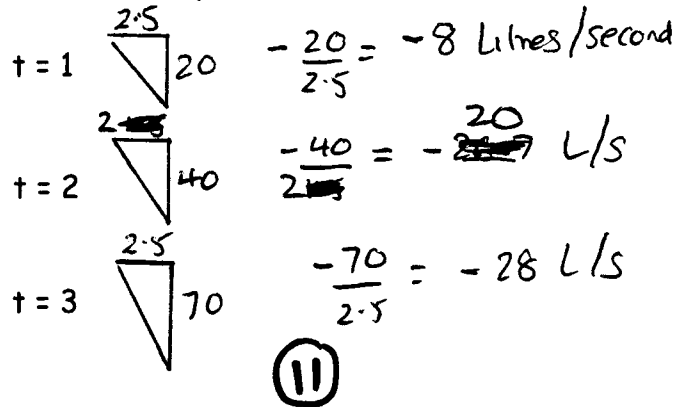 2.5
t = 1 20 -20/2.5 = -8 Litres/second
2
t = 2 40 -40/2 = -20 L/S
2.5
t = 3 70 -70/2.5 = -28 L/S
11